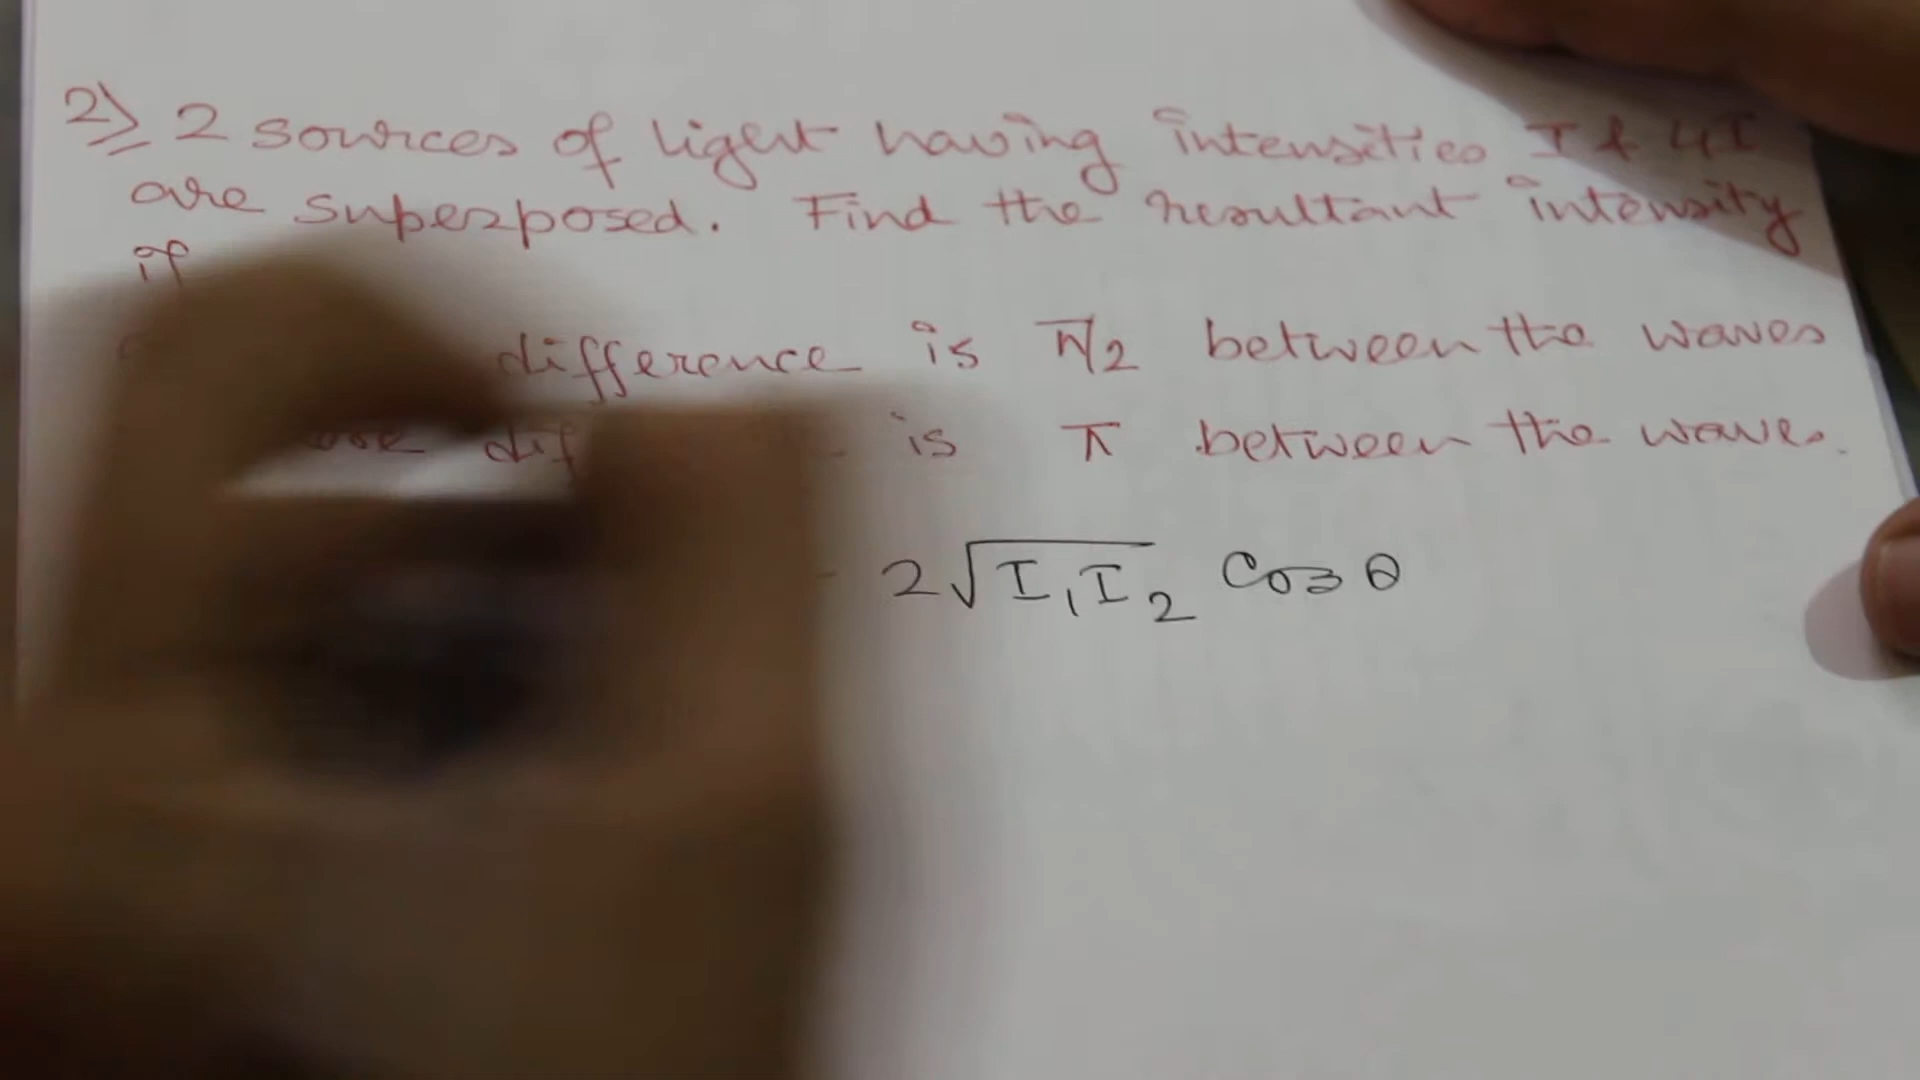 2) 2 sources of light having intensities I & 4I
are superposed. Find the resultant intensity
if
difference is π/2 between the waves
is π between the waves.
2√I₁I₂ Cos θ